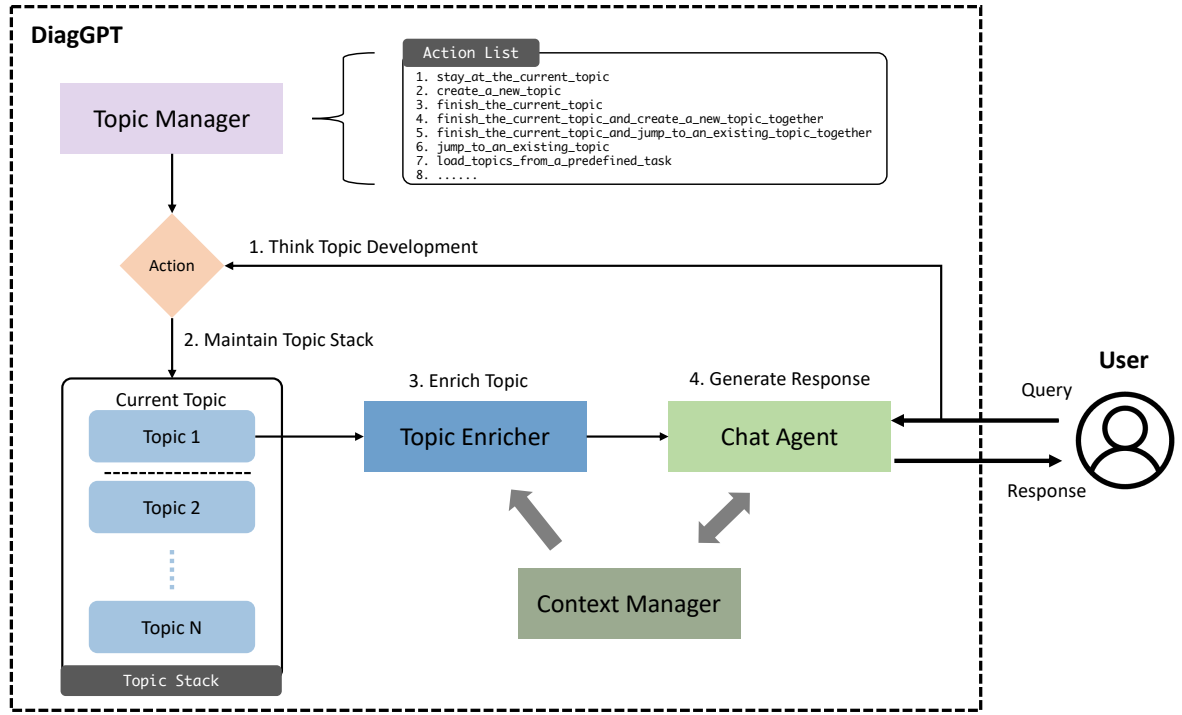 DiagGPT
Action List
Topic Manager
1. stay_at_the_current_topic
2. create_a_new_topic
3. finish_the_current_topic
4. finish_the_current_topic_and_create_a_new_topic_together
5. finish_the_current_topic_and_jump_to_an_existing_topic_together
6. jump_to_an_existing_topic
7. load_topics_from_a_predefined_task
8. ......
1. Think Topic Development
Action
2. Maintain Topic Stack
User
3. Enrich Topic
4. Generate Response
Query
Current Topic
Topic 1
Topic Enricher
Chat Agent
Response
Topic 2
Context Manager
Topic N
Topic Stack